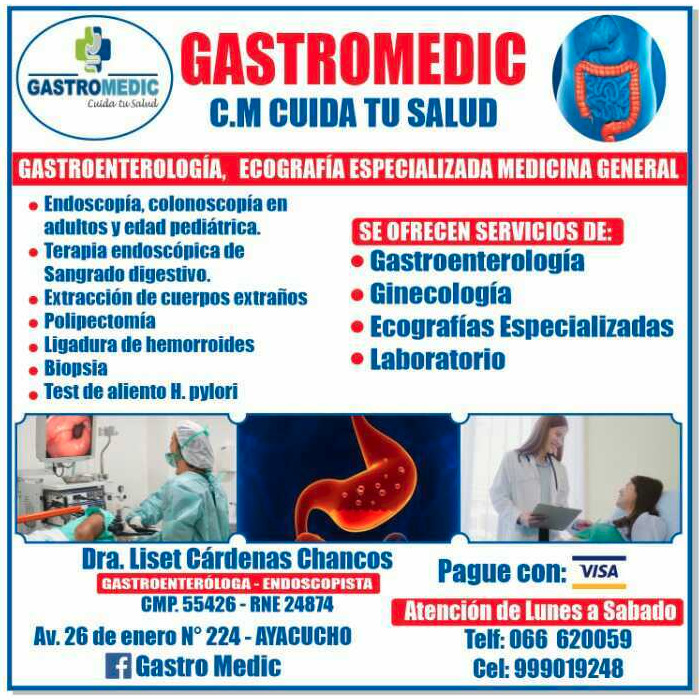 GASTROMEDIC
Cuida tu Salud
GASTROMEDIC
C.M CUIDA TU SALUD
GASTROENTEROLOGÍA, ECOGRAFÍA ESPECIALIZADA MEDICINA GENERAL
• Endoscopía, colonoscopía en
adultos y edad pediátrica.
• Terapia endoscópica de
Sangrado digestivo.
• Extracción de cuerpos extraños
• Polipectomía
• Ligadura de hemorroides
• Biopsia
• Test de aliento H. pylori
SE OFRECEN SERVICIOS DE:
• Gastroenterología
• Ginecología
• Ecografías Especializadas
• Laboratorio
Dra. Liset Cárdenas Chancos
GASTROENTERÓLOGA - ENDOSCOPISTA
CMP. 55426 - RNE 24874
Av. 26 de enero N° 224 - AYACUCHO
Gastro Medic
Pague con: VISA
Atención de Lunes a Sabado
Telf: 066 620059
Cel: 999019248